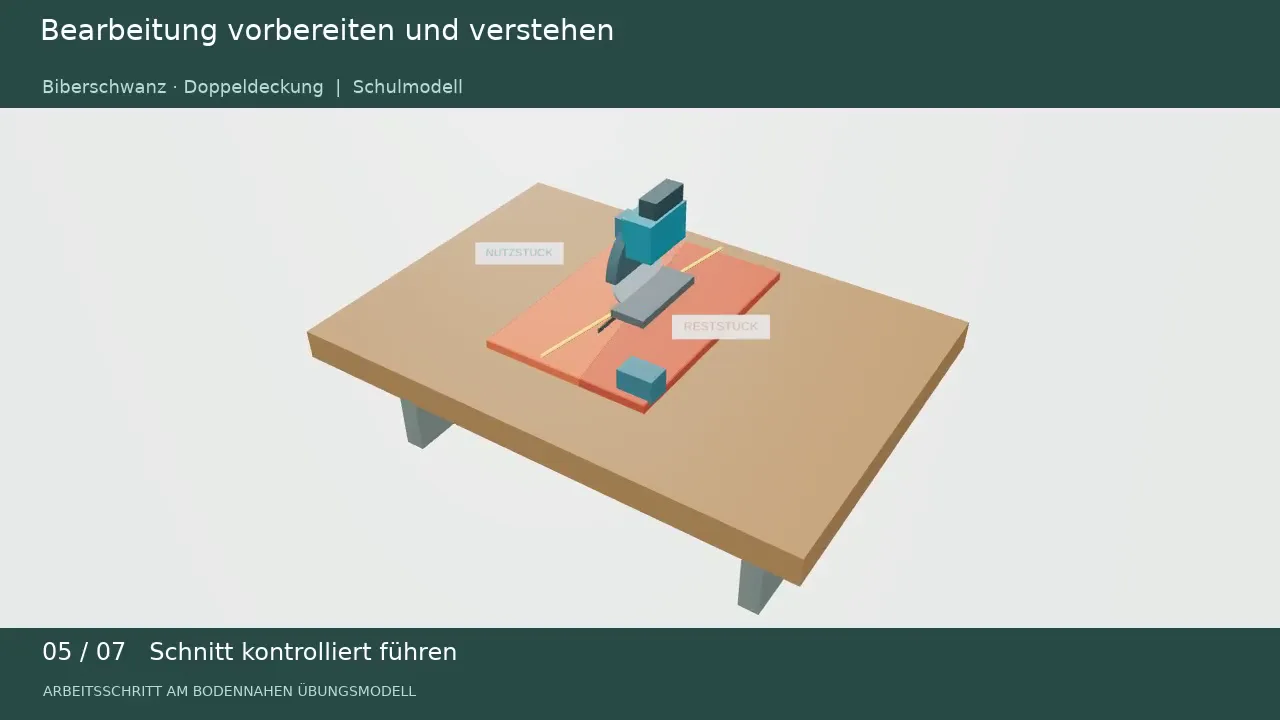 Bearbeitung vorbereiten und verstehen
Biberschwanz · Doppeldeckung | Schulmodell
NUTZSTÜCK
RESTSTÜCK
05 / 07 Schnitt kontrolliert führen
ARBEITSSCHRITT AM BODENNAHEN ÜBUNGSMODELL